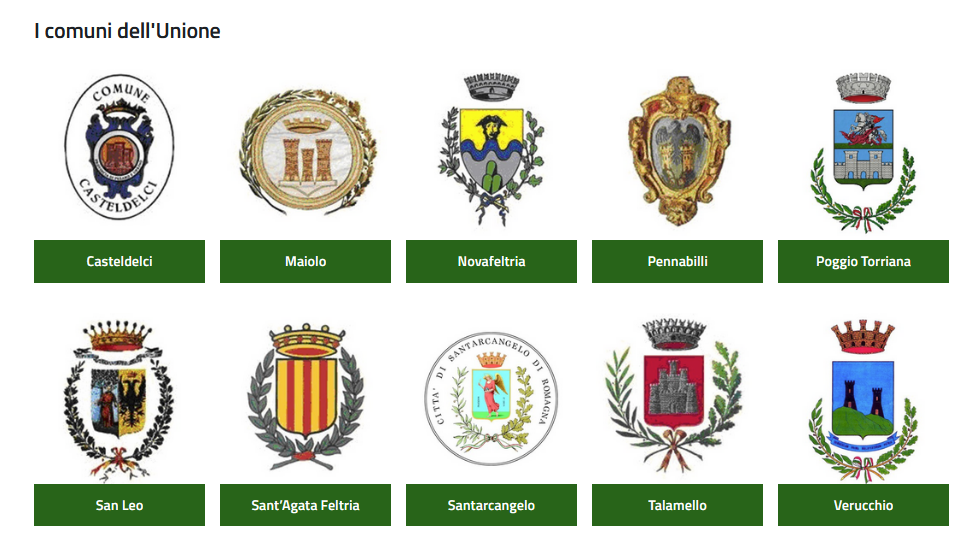 I comuni dell'Unione
COMUNE
CASTELDELCI
Casteldelci
Maiolo
Novafeltria
Pennabilli
Poggio Torriana
CITTA' DI SANTARCANGELO DI ROMAGNA
San Leo
Sant'Agata Feltria
Santarcangelo
Talamello
Verucchio